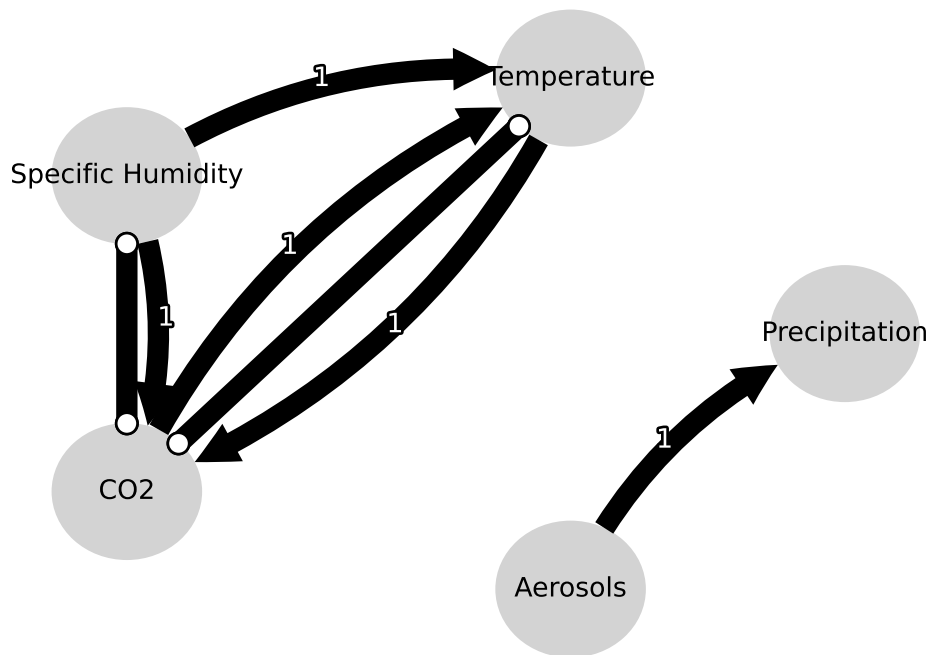 Temperature
1
Specific Humidity
1
1
1
Precipitation
1
CO2
Aerosols